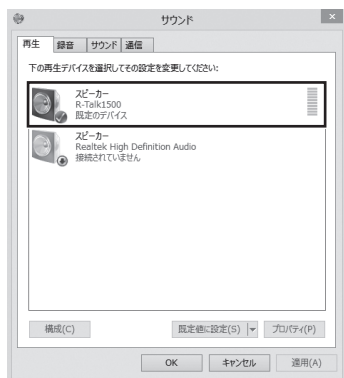 サウンド
再生 録音 サウンド 通信
下の再生デバイスを選択してその設定を変更してください:
スピーカー
R-Talk1500
既定のデバイス
スピーカー
Realtek High Definition Audio
接続されていません
構成(C) 既定値に設定(S) プロパティ(P)
OK キャンセル 適用(A)